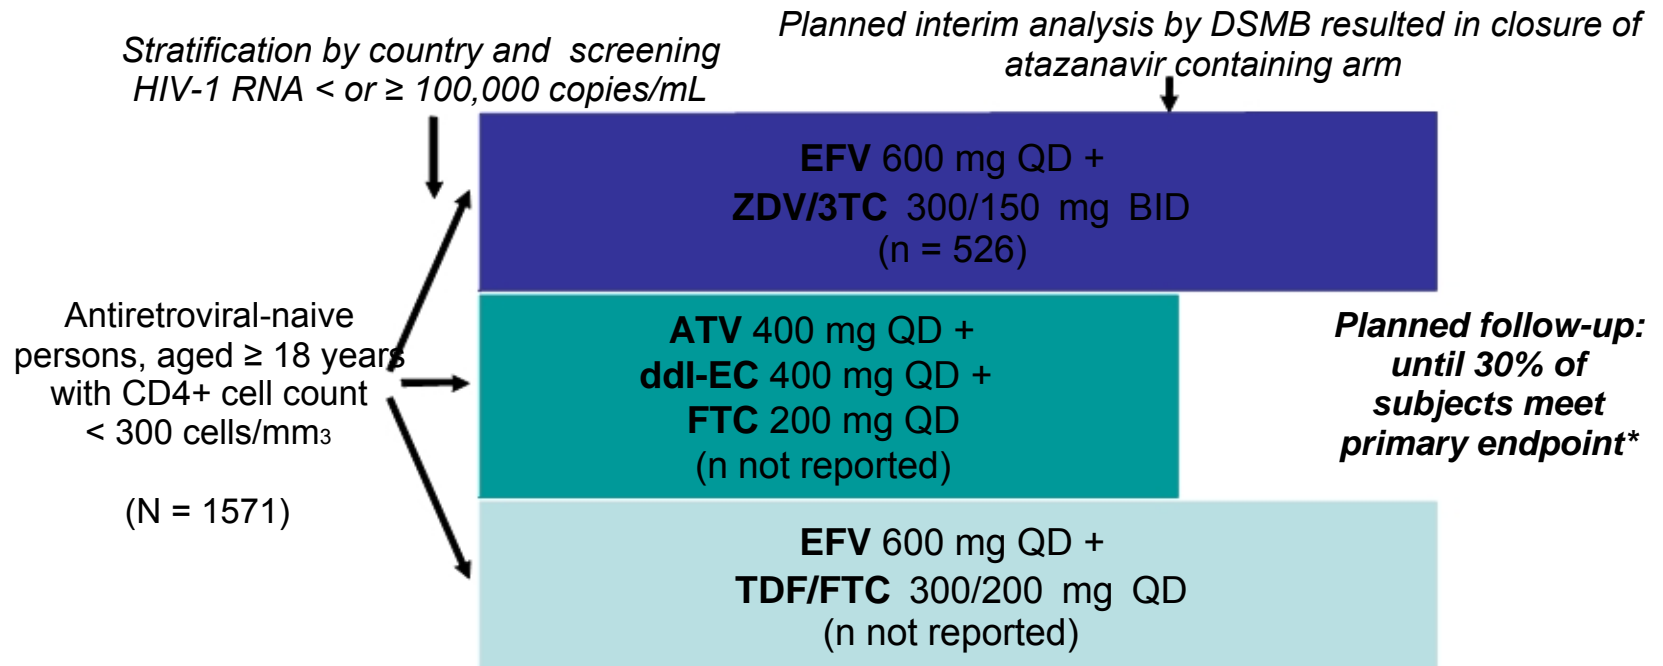 Stratification by country and screening
HIV-1 RNA < or ≥ 100,000 copies/mL
Planned interim analysis by DSMB resulted in closure of
atazanavir containing arm
EFV 600 mg QD +
ZDV/3TC 300/150 mg BID
(n = 526)
Antiretroviral-naive
persons, aged ≥ 18 years
with CD4+ cell count
< 300 cells/mm3
(N = 1571)
ATV 400 mg QD +
ddI-EC 400 mg QD +
FTC 200 mg QD
(n not reported)
Planned follow-up:
until 30% of
subjects meet
primary endpoint*
EFV 600 mg QD +
TDF/FTC 300/200 mg QD
(n not reported)